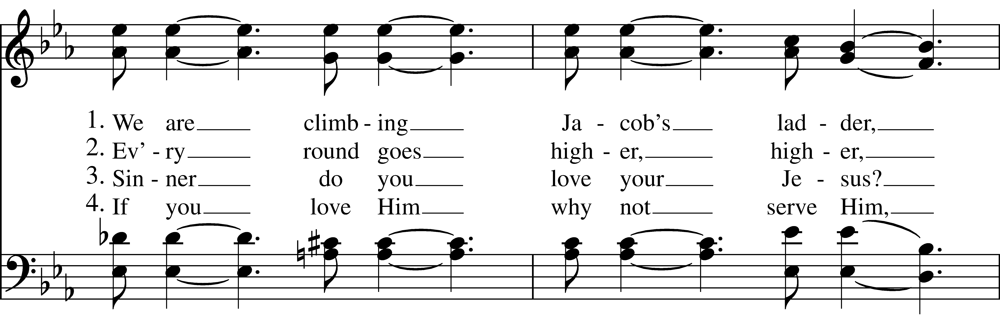 1. We are climb - ing Ja - cob’s lad - der,
2. Ev’ - ry round goes high - er, high - er,
3. Sin - ner do you love your Je - sus?
4. If you love Him why not serve Him,